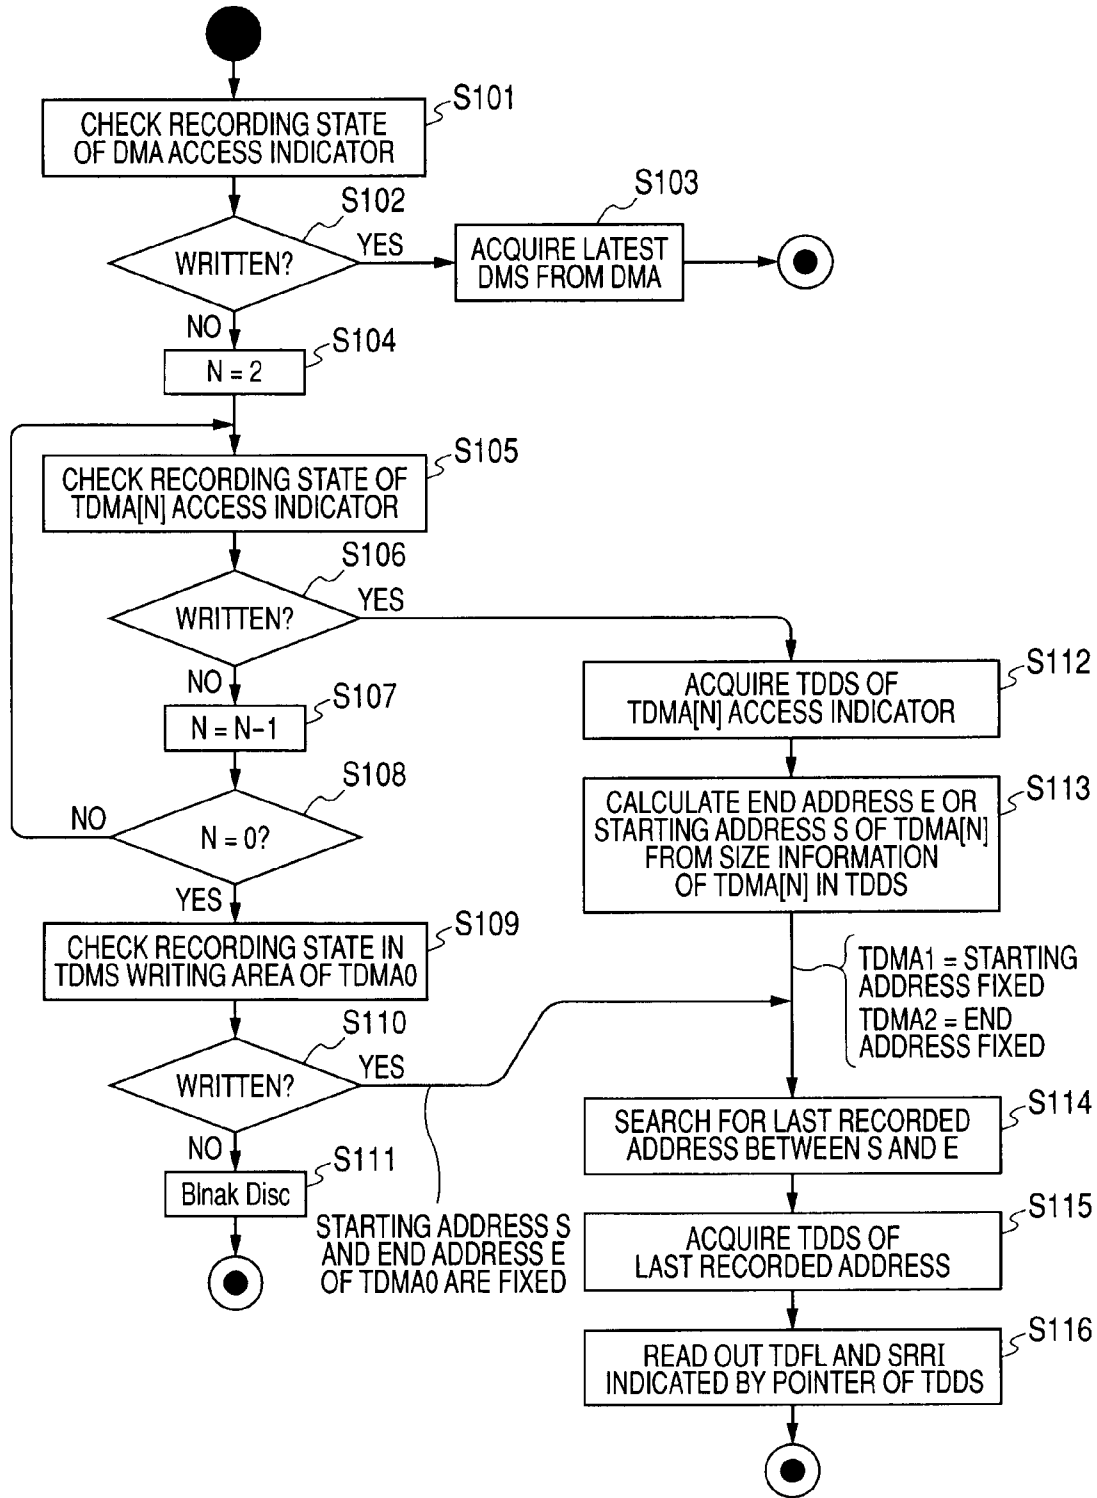 S101
CHECK RECORDING STATE
OF DMA ACCESS INDICATOR
S102
WRITTEN?
YES
NO
S103
ACQUIRE LATEST
DMS FROM DMA
S104
N = 2
S105
CHECK RECORDING STATE OF
TDMA[N] ACCESS INDICATOR
S106
WRITTEN?
YES
NO
S107
N = N-1
S108
N = 0?
NO
YES
S109
CHECK RECORDING STATE IN
TDMS WRITING AREA OF TDMA0
S110
WRITTEN?
YES
NO
S111
Blnak Disc
STARTING ADDRESS S
AND END ADDRESS E
OF TDMA0 ARE FIXED
S112
ACQUIRE TDDS OF
TDMA[N] ACCESS INDICATOR
S113
CALCULATE END ADDRESS E OR
STARTING ADDRESS S OF TDMA[N]
FROM SIZE INFORMATION
OF TDMA[N] IN TDDS
TDMA1 = STARTING
ADDRESS FIXED
TDMA2 = END
ADDRESS FIXED
S114
SEARCH FOR LAST RECORDED
ADDRESS BETWEEN S AND E
S115
ACQUIRE TDDS OF
LAST RECORDED ADDRESS
S116
READ OUT TDFL AND SRRI
INDICATED BY POINTER OF TDDS